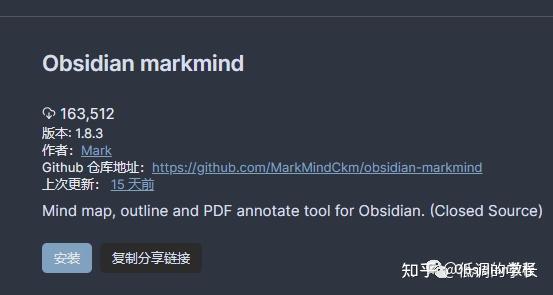 Obsidian markmind
163,512
版本: 1.8.3
作者：Mark
Github 仓库地址：https://github.com/MarkMindCkm/obsidian-markmind
上次更新： 15 天前
Mind map, outline and PDF annotate tool for Obsidian. (Closed Source)
安装 复制分享链接
知乎 @低调的学长